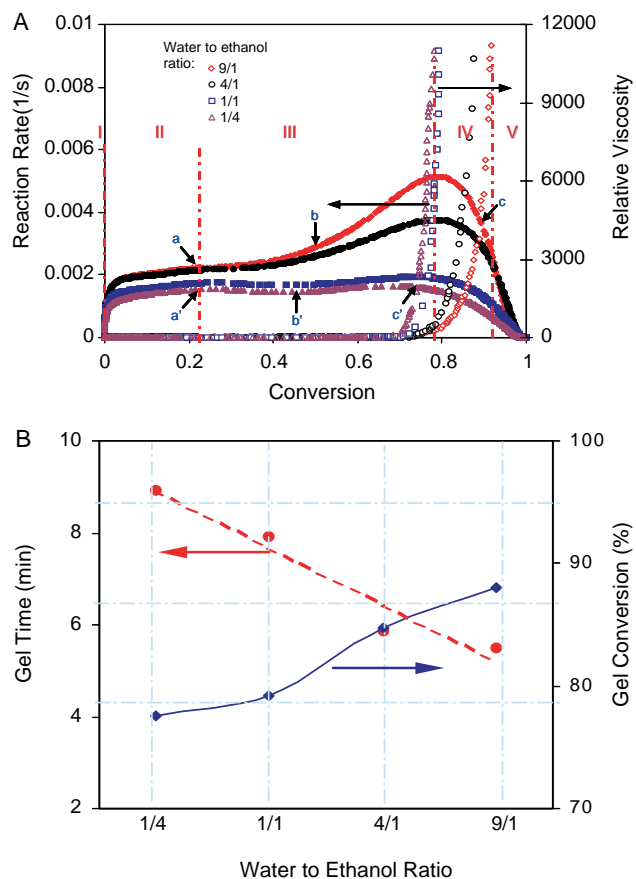 A
Reaction Rate(1/s)
0.01
0.008
0.006
0.004
0.002
0
Water to ethanol
ratio:
9/1
4/1
1/1
1/4
I
II
III
IV
V
a
b
c
a'
b'
c'
12000
9000
6000
3000
0
Relative Viscosity
0
0.2
0.4
0.6
0.8
1
Conversion
B
Gel Time (min)
10
8
6
4
2
100
90
80
70
Gel Conversion (%)
1/4
1/1
4/1
9/1
Water to Ethanol Ratio